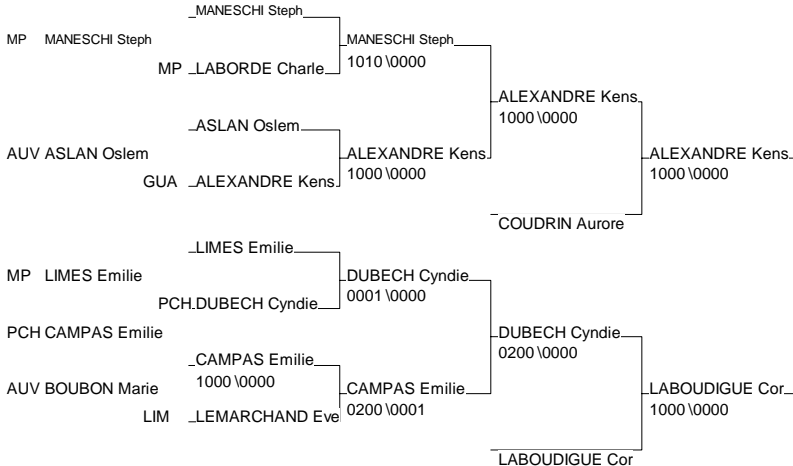 MANESCHI Steph
MP MANESCHI Steph MANESCHI Steph
MP LABORDE Charle 1010\0000
ALEXANDRE Kens
1000\0000
ASLAN Oslem
AUV ASLAN Oslem ALEXANDRE Kens ALEXANDRE Kens
GUA ALEXANDRE Kens 1000\0000 1000\0000
COUDRIN Aurore
LIMES Emilie
MP LIMES Emilie DUBECH Cyndie
PCH DUBECH Cyndie 0001\0000
PCH CAMPAS Emilie DUBECH Cyndie
0200\0000
CAMPAS Emilie
1000\0000
AUV BOUBON Marie CAMPAS Emilie LABOUDIGUE Cor
LIM LEMARCHAND Eve 0200\0001 1000\0000
LABOUDIGUE Cor